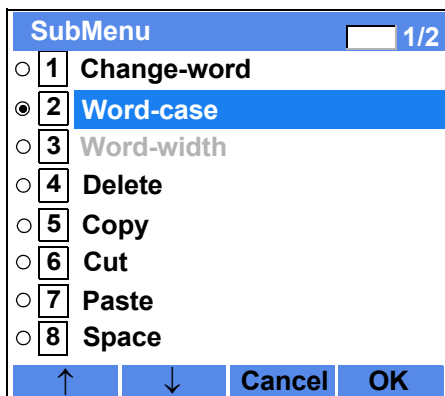 SubMenu 1/2
1 Change-word
2 Word-case
3 Word-width
4 Delete
5 Copy
6 Cut
7 Paste
8 Space
↑ ↓ Cancel OK